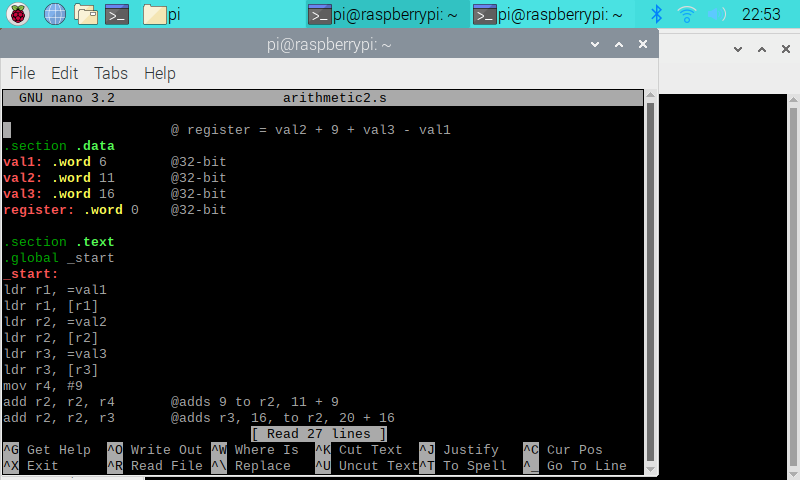 pi
pi@raspberrypi: ~
pi@raspberrypi: ~
22:53
pi@raspberrypi: ~
File Edit Tabs Help
GNU nano 3.2 arithmetic2.s
@ register = val2 + 9 + val3 - val1
.section .data
val1: .word 6 @32-bit
val2: .word 11 @32-bit
val3: .word 16 @32-bit
register: .word 0 @32-bit
.section .text
.global _start
_start:
ldr r1, =val1
ldr r1, [r1]
ldr r2, =val2
ldr r2, [r2]
ldr r3, =val3
ldr r3, [r3]
mov r4, #9
add r2, r2, r4 @adds 9 to r2, 11 + 9
add r2, r2, r3 @adds r3, 16, to r2, 20 + 16
[ Read 27 lines ]
^G Get Help ^O Write Out ^W Where Is ^K Cut Text ^J Justify ^C Cur Pos
^X Exit ^R Read File ^\ Replace ^U Uncut Text ^T To Spell ^_ Go To Line